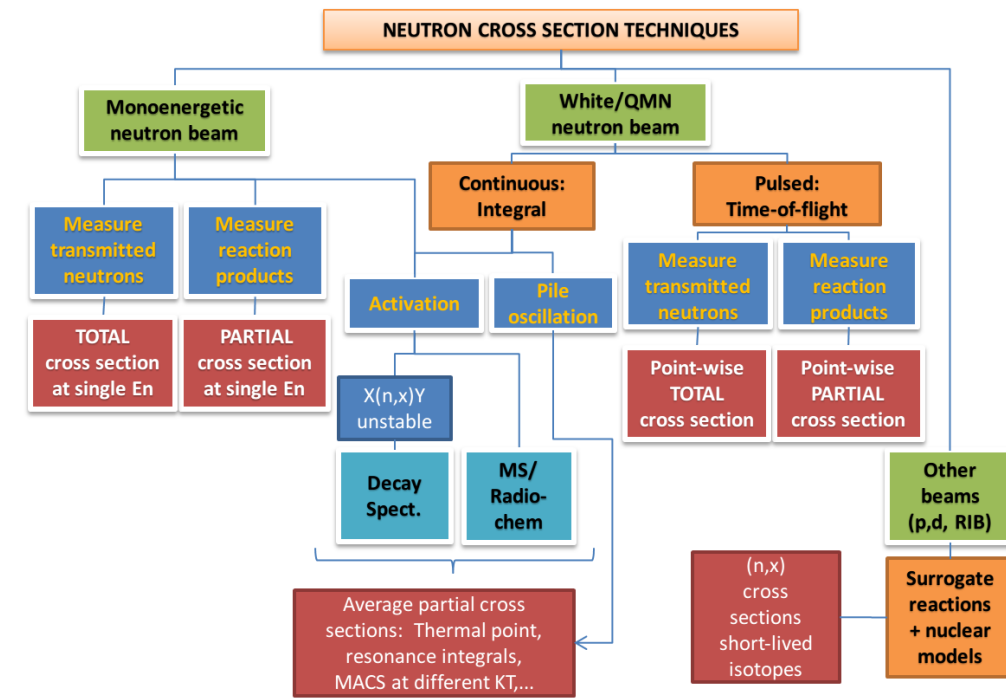 NEUTRON CROSS SECTION TECHNIQUES
Monoenergetic
neutron beam
White/QMN
neutron beam
Continuous:
Integral
Pulsed:
Time-of-flight
Measure
transmitted
neutrons
Measure
reaction
products
Measure
transmitted
neutrons
Measure
reaction
products
Activation
Pile
oscillation
TOTAL
cross section
at single En
PARTIAL
cross section
at single En
Point-wise
TOTAL
cross section
Point-wise
PARTIAL
cross section
X(n,x)Y
unstable
Decay
Spect.
MS/
Radio-
chem
Other
beams
(p,d, RIB)
Average partial cross
sections: Thermal point,
resonance integrals,
MACS at different KT,...
(n,x)
cross
sections
short-lived
isotopes
Surrogate
reactions
+ nuclear
models